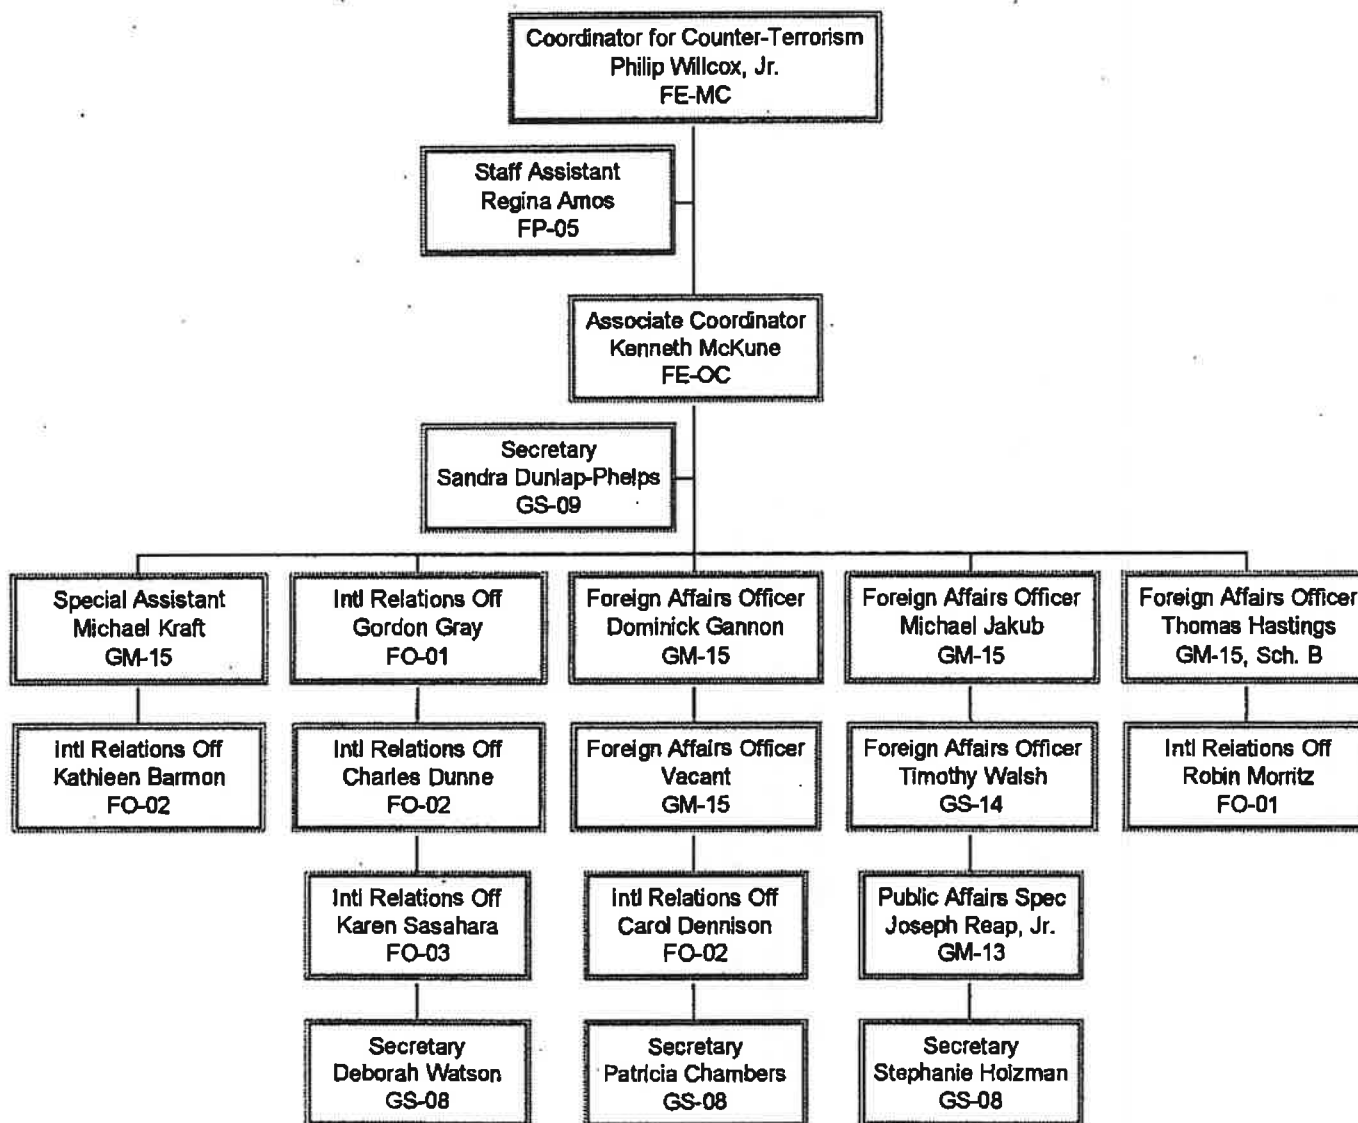 Coordinator for Counter-Terrorism
Philip Willcox, Jr.
FE-MC
Staff Assistant
Regina Amos
FP-05
Associate Coordinator
Kenneth McKune
FE-OC
Secretary
Sandra Dunlap-Phelps
GS-09
Special Assistant
Michael Kraft
GM-15
Intl Relations Off
Gordon Gray
FO-01
Foreign Affairs Officer
Dominick Gannon
GM-15
Foreign Affairs Officer
Michael Jakub
GM-15
Foreign Affairs Officer
Thomas Hastings
GM-15, Sch. B
Intl Relations Off
Kathleen Barmon
FO-02
Intl Relations Off
Charles Dunne
FO-02
Foreign Affairs Officer
Vacant
GM-15
Foreign Affairs Officer
Timothy Walsh
GS-14
Intl Relations Off
Robin Morritz
FO-01
Intl Relations Off
Karen Sasahara
FO-03
Intl Relations Off
Carol Dennison
FO-02
Public Affairs Spec
Joseph Reap, Jr.
GM-13
Secretary
Deborah Watson
GS-08
Secretary
Patricia Chambers
GS-08
Secretary
Stephanie Holzman
GS-08